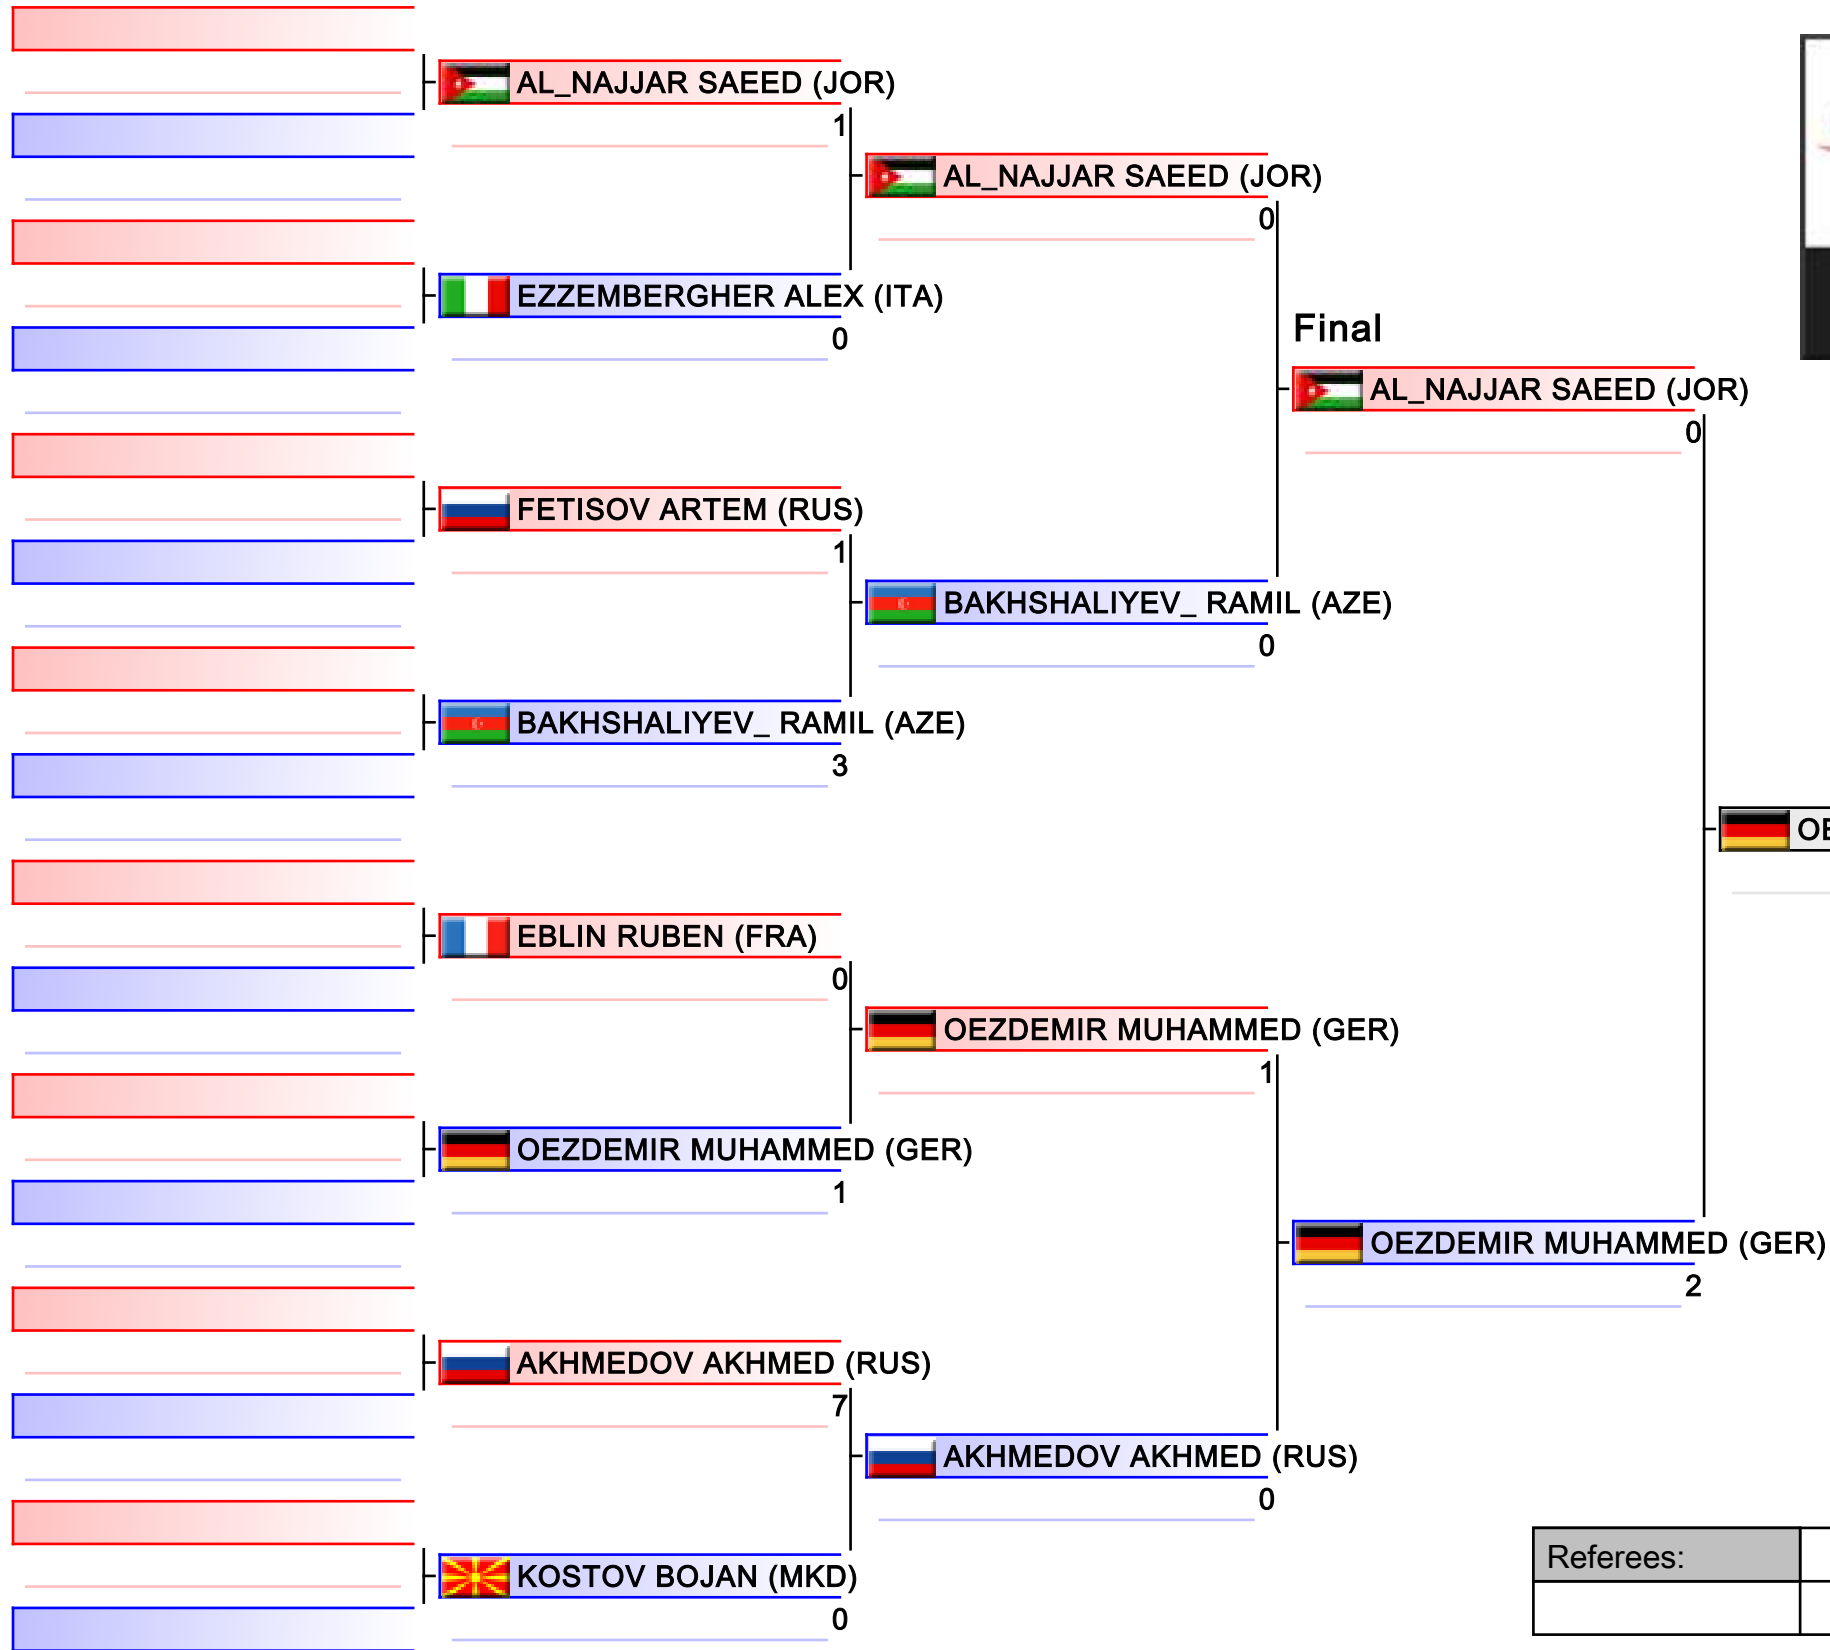 AL_NAJJAR SAEED (JOR)
1
EZZEMBERGHER ALEX (ITA)
0
FETISOV ARTEM (RUS)
1
BAKHSHALIYEV_ RAMIL (AZE)
3
EBLIN RUBEN (FRA)
0
OEZDEMIR MUHAMMED (GER)
1
AKHMEDOV AKHMED (RUS)
7
KOSTOV BOJAN (MKD)
0
AL_NAJJAR SAEED (JOR)
0
BAKHSHALIYEV_ RAMIL (AZE)
0
OEZDEMIR MUHAMMED (GER)
1
AKHMEDOV AKHMED (RUS)
0
Final
AL_NAJJAR SAEED (JOR)
0
OEZDEMIR MUHAMMED (GER)
2
Referees: